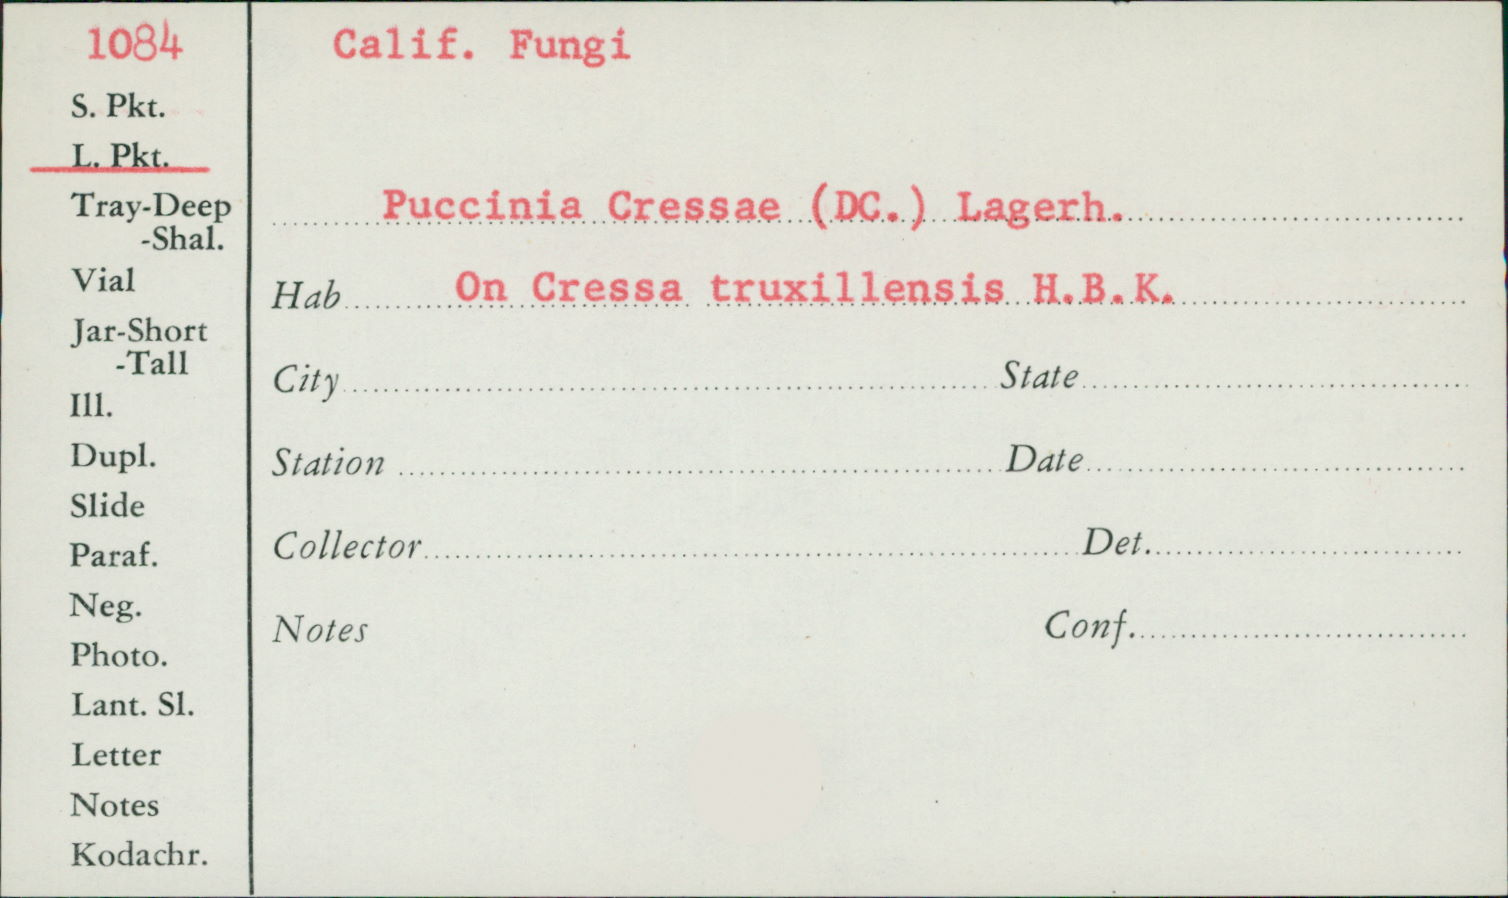 1084
Calif. Fungi
S. Pkt.
L. Pkt.
Tray-Deep
-Shal.
Vial
Jar-Short
-Tall
Ill.
Dupl.
Slide
Paraf.
Neg.
Photo.
Lant. Sl.
Letter
Notes
Kodachr.
Puccinia Cressae (DC.) Lagerh.
Hab On Cressa truxillensis H.B.K.
City State
Station Date
Collector Det.
Notes Conf.